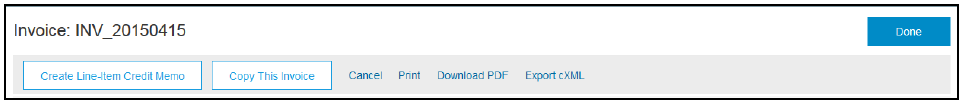 Invoice: INV_20150415 Done
Create Line-Item Credit Memo Copy This Invoice Cancel Print Download PDF Export cXML